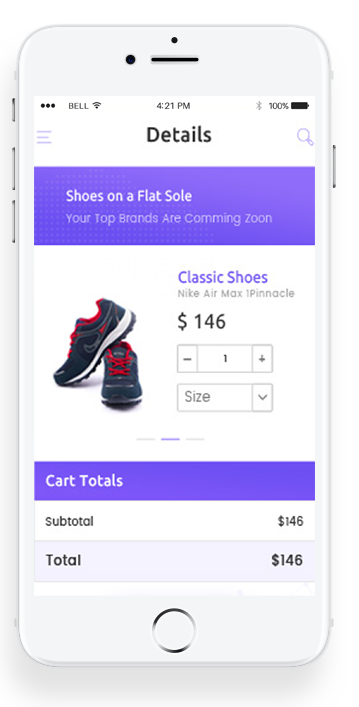 BELL 4:21 PM 100%
Details
Shoes on a Flat Sole
Your Top Brands Are Comming Zoon
Classic Shoes
Nike Air Max 1Pinnacle
$ 146
- 1 +
Size
Cart Totals
Subtotal $146
Total $146